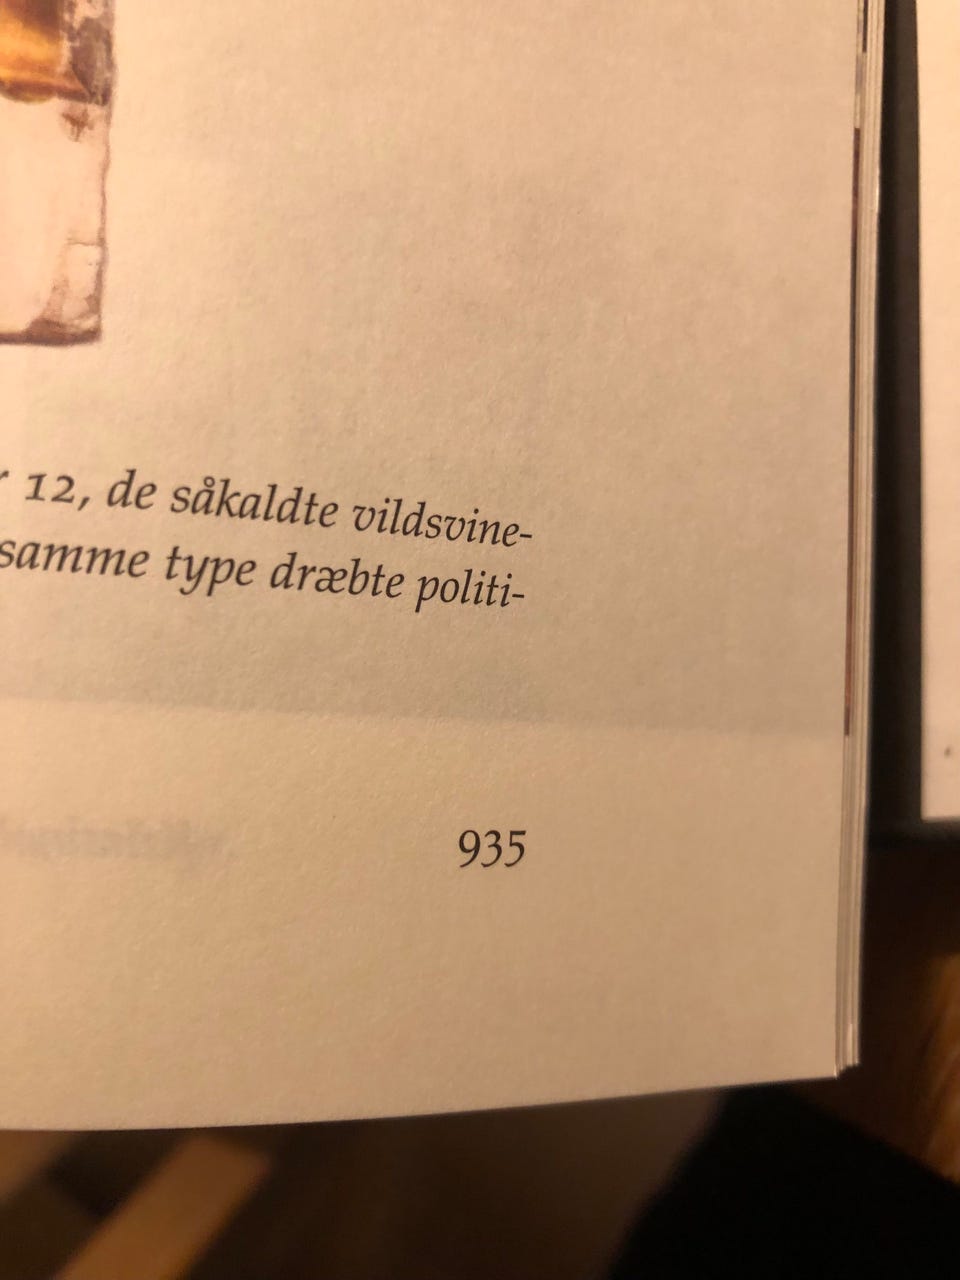 12, de såkaldte vildsvine-
samme type dræbte politi-
935